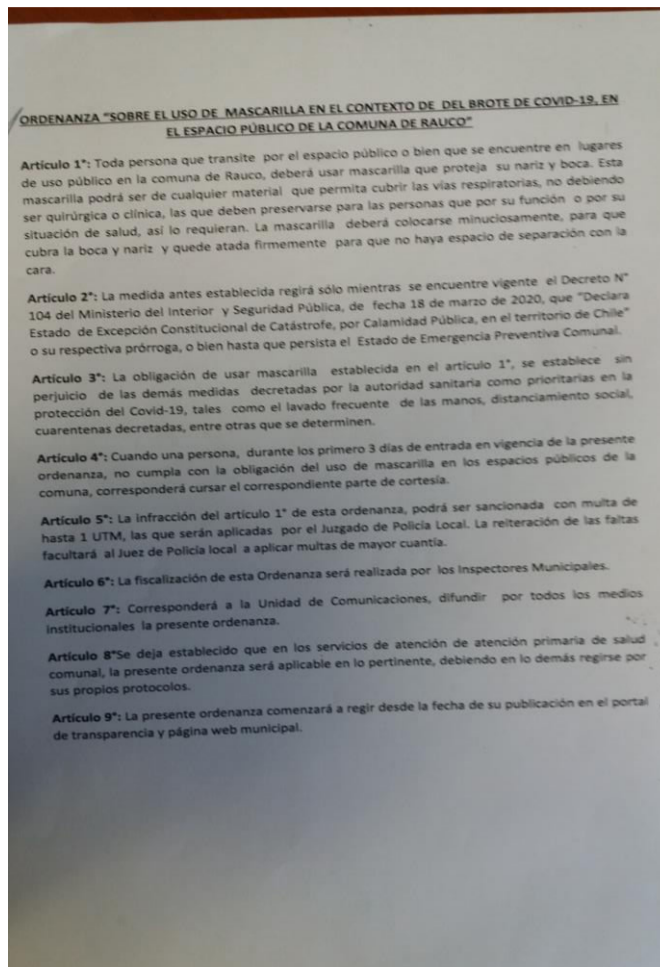 ORDENANZA "SOBRE EL USO DE MASCARILLA EN EL CONTEXTO DE DEL BROTE DE COVID-19, EN
EL ESPACIO PÚBLICO DE LA COMUNA DE RAUCO"
Artículo 1°: Toda persona que transite por el espacio público o bien que se encuentre en lugares
de uso público en la comuna de Rauco, deberá usar mascarilla que proteja su nariz y boca. Esta
mascarilla podrá ser de cualquier material que permita cubrir las vías respiratorias, no debiendo
ser quirúrgica o clínica, las que deben preservarse para las personas que por su función o por su
situación de salud, así lo requieran. La mascarilla deberá colocarse minuciosamente, para que
cubra la boca y nariz y quede atada firmemente para que no haya espacio de separación con la
cara.
Artículo 2°: La medida antes establecida regirá sólo mientras se encuentre vigente el Decreto N°
104 del Ministerio del Interior y Seguridad Pública, de fecha 18 de marzo de 2020, que "Declara
Estado de Excepción Constitucional de Catástrofe, por Calamidad Pública, en el territorio de Chile"
o su respectiva prórroga, o bien hasta que persista el Estado de Emergencia Preventiva Comunal.
Artículo 3°: La obligación de usar mascarilla establecida en el artículo 1°, se establece sin
perjuicio de las demás medidas decretadas por la autoridad sanitaria como prioritarias en la
protección del Covid-19, tales como el lavado frecuente de las manos, distanciamiento social,
cuarentenas decretadas, entre otras que se determinen.
Artículo 4°: Cuando una persona, durante los primero 3 días de entrada en vigencia de la presente
ordenanza, no cumpla con la obligación del uso de mascarilla en los espacios públicos de la
comuna, corresponderá cursar el correspondiente parte de cortesía.
Artículo 5°: La infracción del artículo 1° de esta ordenanza, podrá ser sancionada con multa de
hasta 1 UTM, las que serán aplicadas por el Juzgado de Policía Local. La reiteración de las faltas
facultará al Juez de Policía local a aplicar multas de mayor cuantía.
Artículo 6°: La fiscalización de esta Ordenanza será realizada por los Inspectores Municipales.
Artículo 7°: Corresponderá a la Unidad de Comunicaciones, difundir por todos los medios
institucionales la presente ordenanza.
Artículo 8°Se deja establecido que en los servicios de atención de atención primaria de salud
comunal, la presente ordenanza será aplicable en lo pertinente, debiendo en lo demás regirse por
sus propios protocolos.
Artículo 9°: La presente ordenanza comenzará a regir desde la fecha de su publicación en el portal
de transparencia y página web municipal.